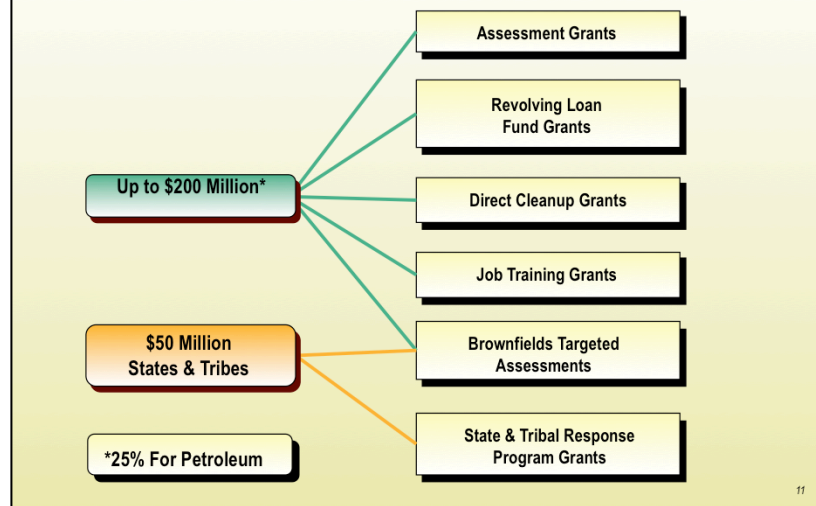 Assessment Grants
Revolving Loan
Fund Grants
Up to $200 Million*
Direct Cleanup Grants
Job Training Grants
$50 Million
States & Tribes
Brownfields Targeted
Assessments
State & Tribal Response
Program Grants
*25% For Petroleum
11